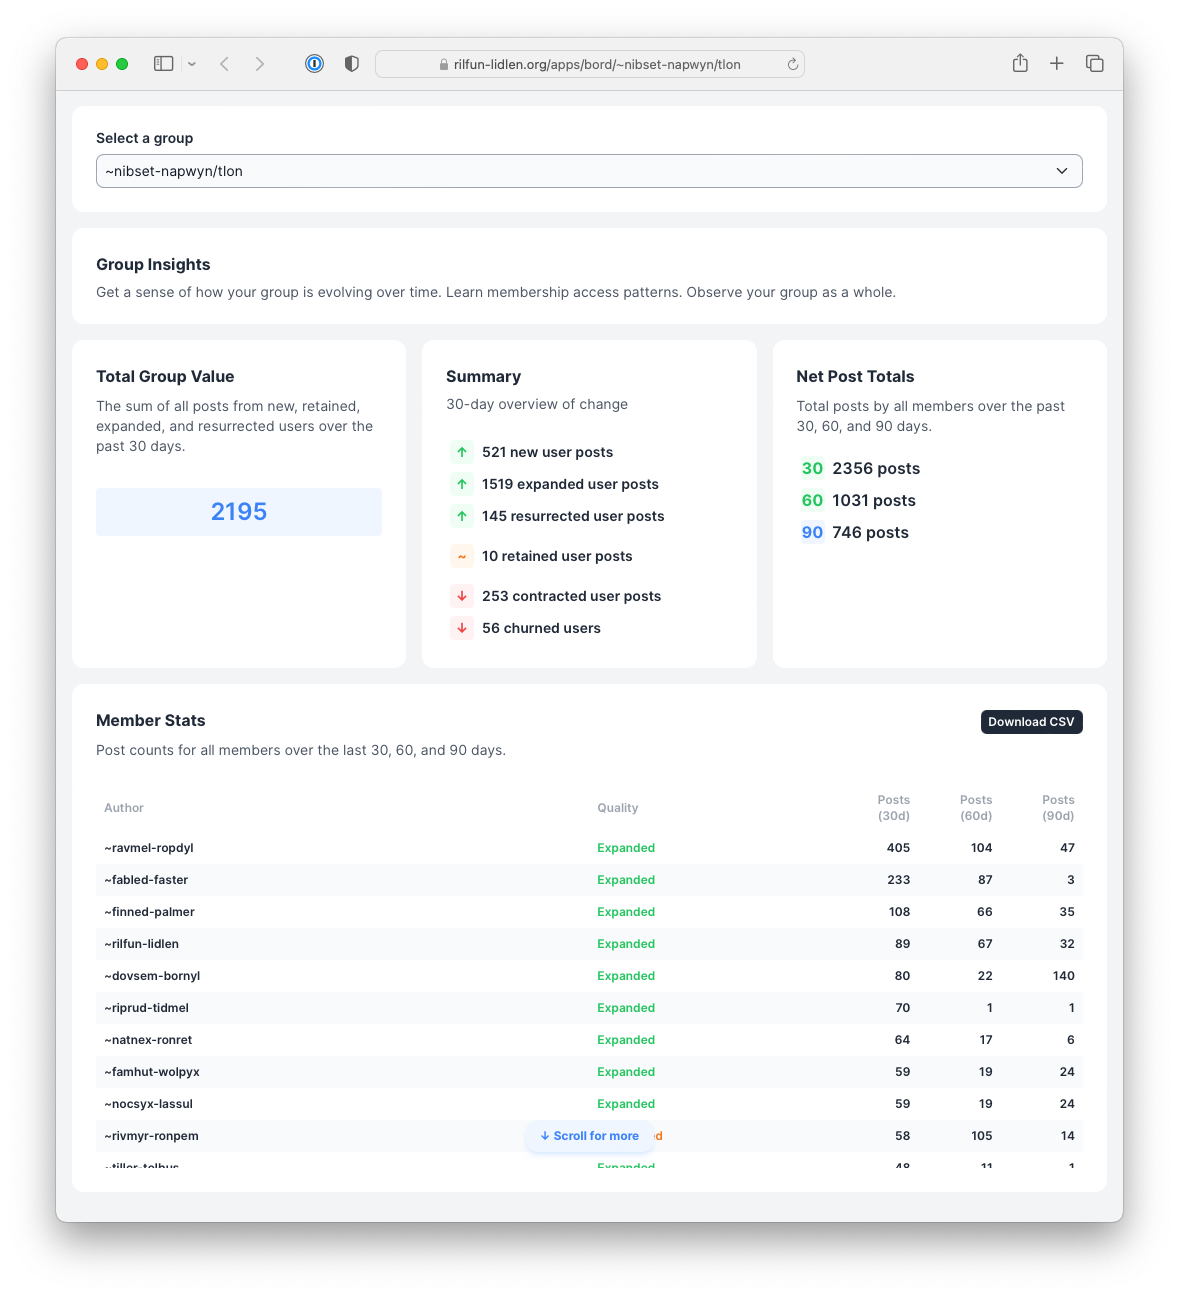 rilfun-lidlen.org/apps/bord/~nibset-napwyn/tlon
Select a group
~nibset-napwyn/tlon
Group Insights
Get a sense of how your group is evolving over time. Learn membership access patterns. Observe your group as a whole.
Total Group Value
The sum of all posts from new, retained,
expanded, and resurrected users over the
past 30 days.
2195
Summary
30-day overview of change
↑ 521 new user posts
↑ 1519 expanded user posts
↑ 145 resurrected user posts
~ 10 retained user posts
↓ 253 contracted user posts
↓ 56 churned users
Net Post Totals
Total posts by all members over the past
30, 60, and 90 days.
30 2356 posts
60 1031 posts
90 746 posts
Member Stats
Download CSV
Post counts for all members over the last 30, 60, and 90 days.
Author Quality Posts (30d) Posts (60d) Posts (90d)
~ravmel-ropdyl Expanded 405 104 47
~fabled-faster Expanded 233 87 3
~finned-palmer Expanded 108 66 35
~rilfun-lidlen Expanded 89 67 32
~dovsem-bornyl Expanded 80 22 140
~riprud-tidmel Expanded 70 1 1
~natnex-ronret Expanded 64 17 6
~famhut-wolpyx Expanded 59 19 24
~nocsyx-lassul Expanded 59 19 24
~rivmyr-ronpem d 58 105 14
↓ Scroll for more
Expanded 48 11 1